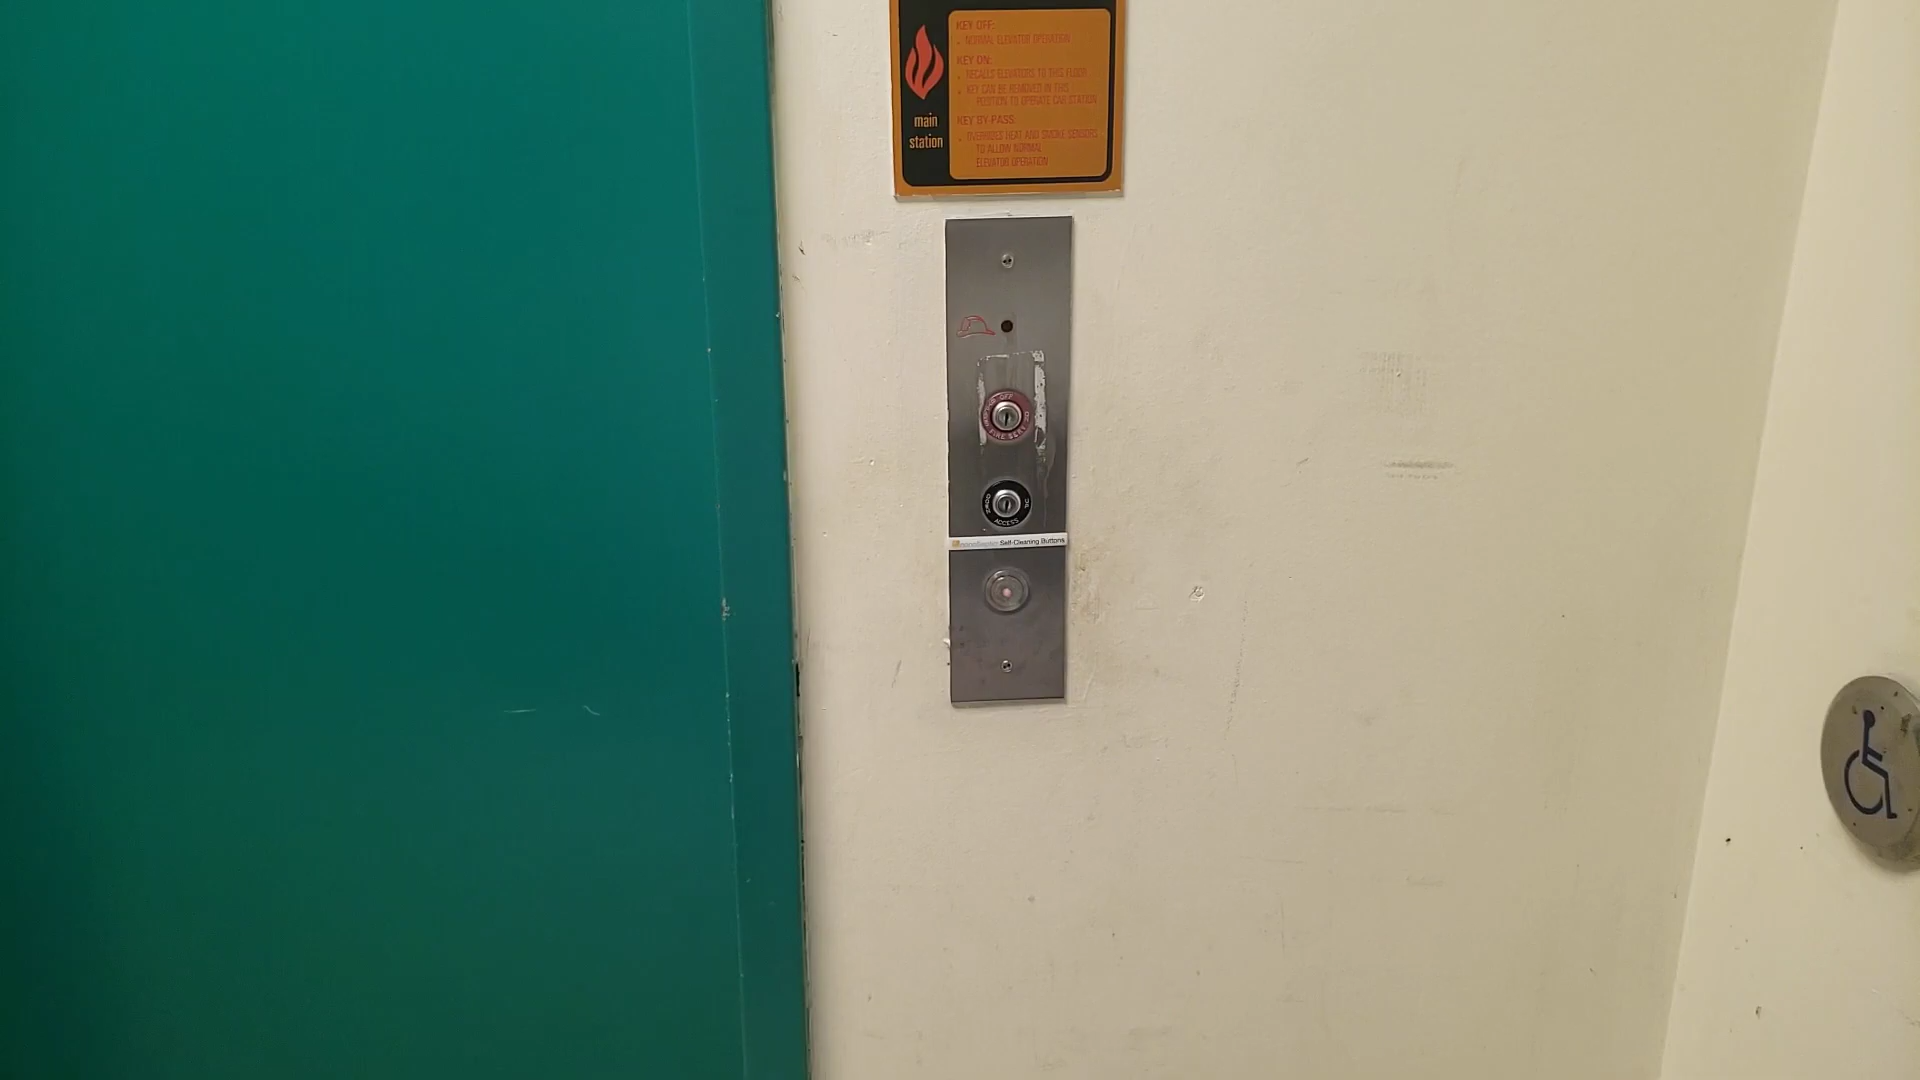 KEY OFF:
• NORMAL ELEVATOR OPERATION
KEY ON:
• RECALLS ELEVATORS TO THIS FLOOR
• KEY CAN BE REMOVED IN THIS
POSITION TO OPERATE CAR STATION
KEY BY-PASS:
• OVERRIDES HEAT AND SMOKE SENSORS
TO ALLOW NORMAL
ELEVATOR OPERATION
main
station
OFF
FIRE SERV
ACCESS
Self-Cleaning Buttons